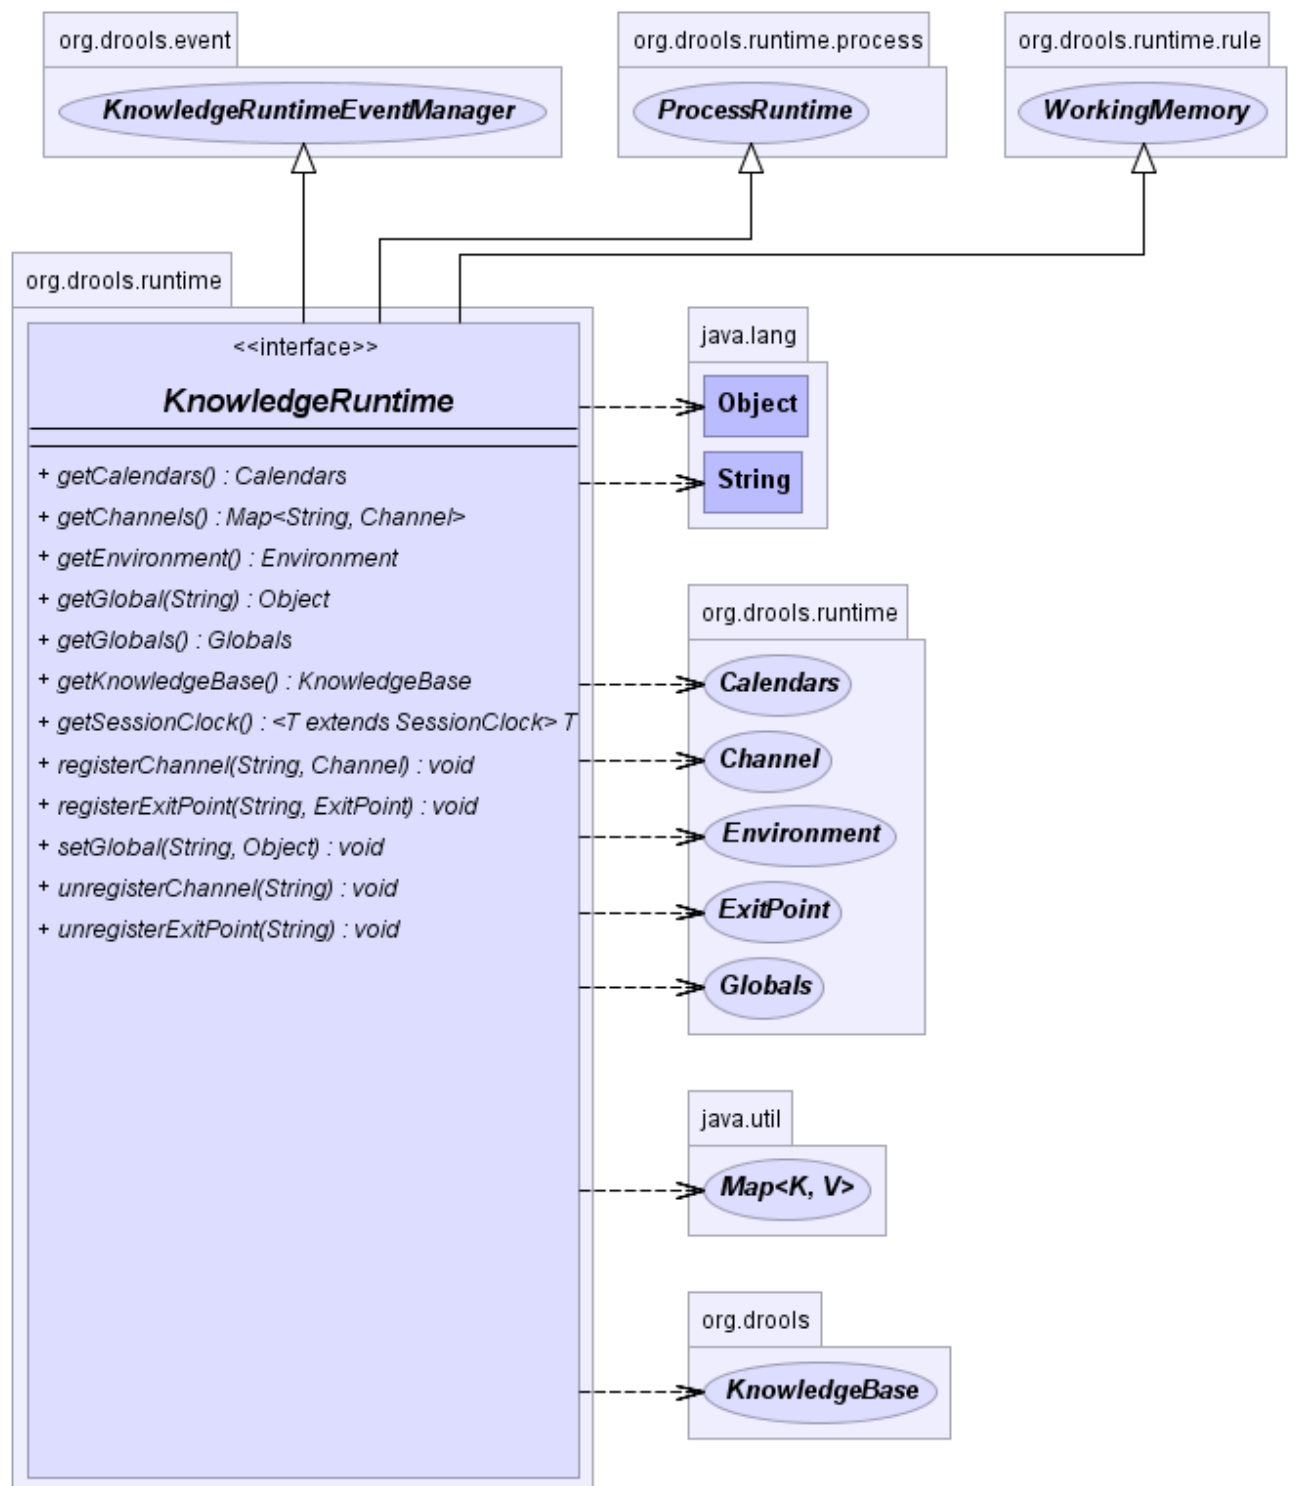 org.drools.event
KnowledgeRuntimeEventManager
org.drools.runtime.process
ProcessRuntime
org.drools.runtime.rule
WorkingMemory
org.drools.runtime
<<interface>>
KnowledgeRuntime
+ getCalendars() : Calendars
+ getChannels() : Map<String, Channel>
+ getEnvironment() : Environment
+ getGlobal(String) : Object
+ getGlobals() : Globals
+ getKnowledgeBase() : KnowledgeBase
+ getSessionClock() : <T extends SessionClock> T
+ registerChannel(String, Channel) : void
+ registerExitPoint(String, ExitPoint) : void
+ setGlobal(String, Object) : void
+ unregisterChannel(String) : void
+ unregisterExitPoint(String) : void
java.lang
Object
String
org.drools.runtime
Calendars
Channel
Environment
ExitPoint
Globals
java.util
Map<K, V>
org.drools
KnowledgeBase